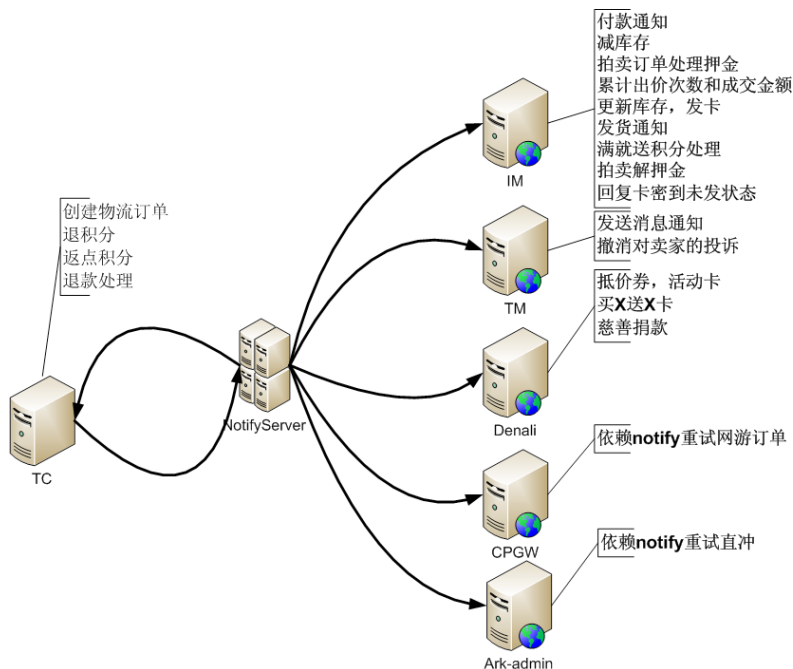 付款通知
减库存
拍卖订单处理押金
累计出价次数和成交金额
更新库存，发卡
发货通知
满就送积分处理
拍卖解押金
回复卡密到未发状态
IM
创建物流订单
退积分
返点积分
退款处理
发送消息通知
撤消对卖家的投诉
TM
抵价券，活动卡
买X送X卡
慈善捐款
Denali
NotifyServer
TC
依赖notify重试网游订单
CPGW
依赖notify重试直冲
Ark-admin